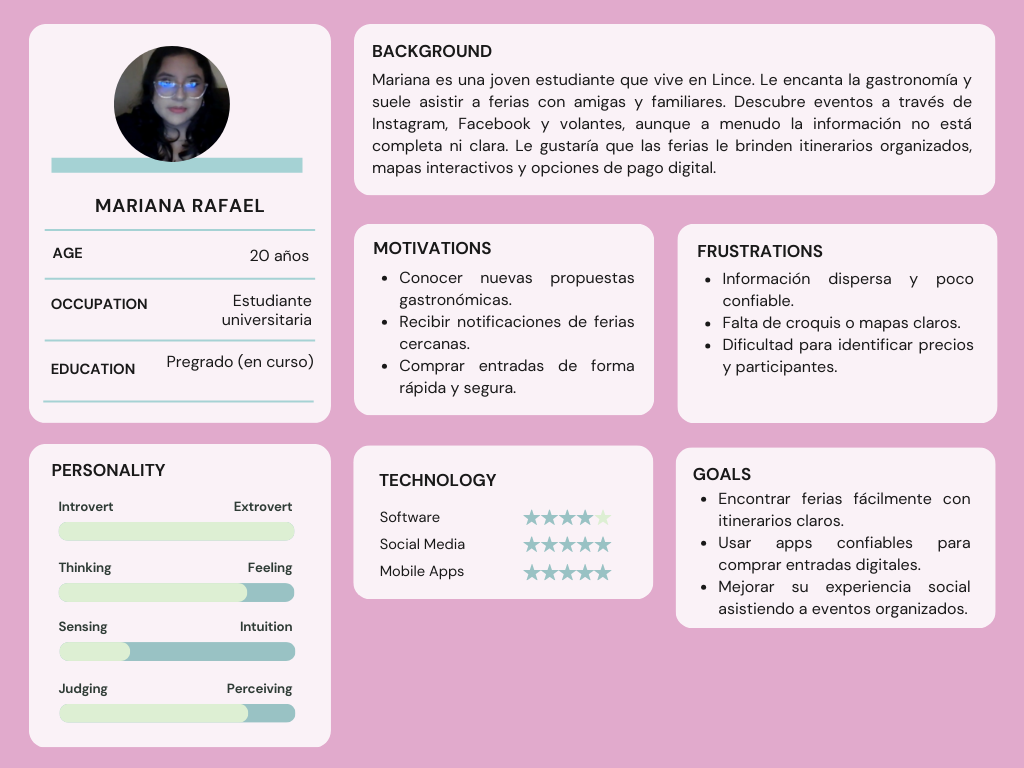 MARIANA RAFAEL
AGE
20 años
OCCUPATION
Estudiante
universitaria
EDUCATION
Pregrado (en curso)
BACKGROUND
Mariana es una joven estudiante que vive en Lince. Le encanta la gastronomía y
suele asistir a ferias con amigas y familiares. Descubre eventos a través de
Instagram, Facebook y volantes, aunque a menudo la información no está
completa ni clara. Le gustaría que las ferias le brinden itinerarios organizados,
mapas interactivos y opciones de pago digital.
MOTIVATIONS
• Conocer nuevas propuestas
gastronómicas.
• Recibir notificaciones de ferias
cercanas.
• Comprar entradas de forma
rápida y segura.
FRUSTRATIONS
• Información dispersa y poco
confiable.
• Falta de croquis o mapas claros.
• Dificultad para identificar precios
y participantes.
PERSONALITY
Introvert Extrovert
Thinking Feeling
Sensing Intuition
Judging Perceiving
TECHNOLOGY
Software
Social Media
Mobile Apps
GOALS
• Encontrar ferias fácilmente con
itinerarios claros.
• Usar apps confiables para
comprar entradas digitales.
• Mejorar su experiencia social
asistiendo a eventos organizados.